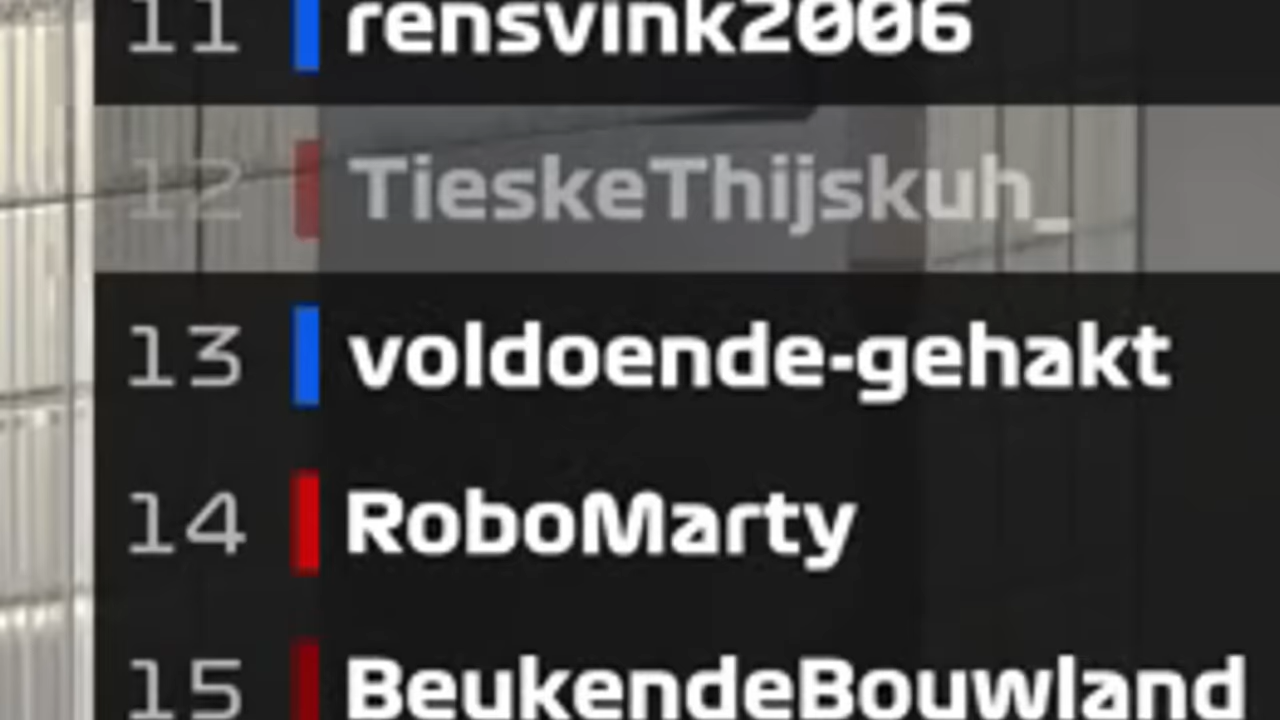 11 rensvink2006
12 TieskeThijskuh_
13 voldoende-gehakt
14 RoboMarty
15 BeukendeBouwland